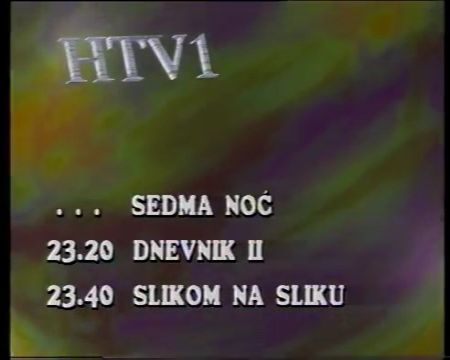 HTV1
... SEDMA NOĆ
23.20 DNEVNIK II
23.40 SLIKOM NA SLIKU